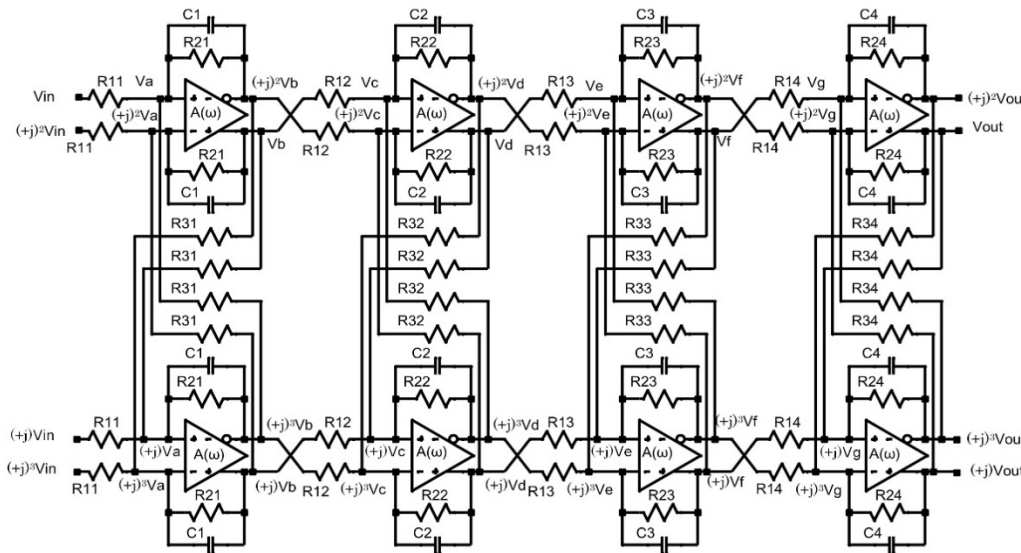 C1 C2 C3 C4
R21 R22 R23 R24
R11 Va (+j)²Vb R12 Vc (+j)²Vd R13 Ve (+j)²Vf R14 Vg
Vin A(ω) A(ω) A(ω) A(ω) (+j)²Vou
(+j)²Vin (+j)²Va (+j)²Vc (+j)²Ve (+j)²Vg Vout
R11 Vb R12 Vd R13 Vf R14
R21 R22 R23 R24
C1 C2 C3 C4
R31 R32 R33 R34
R31 R32 R33 R34
R31 R32 R33 R34
R31 R32 R33 R34
C1 C2 C3 C4
R21 R22 R23 R24
R11 (+j)³Vb R12 (+j)³Vd R13 (+j)³Vf R14
(+j)Vin (+j)Va (+j)Vc (+j)Ve (+j)Vg (+j)³Vou
A(ω) A(ω) A(ω) A(ω)
(+j)³Vin (+j)³Va (+j)Vb (+j)³Vc (+j)Vd (+j)³Ve (+j)Vf (+j)³Vg (+j)Vout
R11 R12 R13 R14
R21 R22 R23 R24
C1 C2 C3 C4